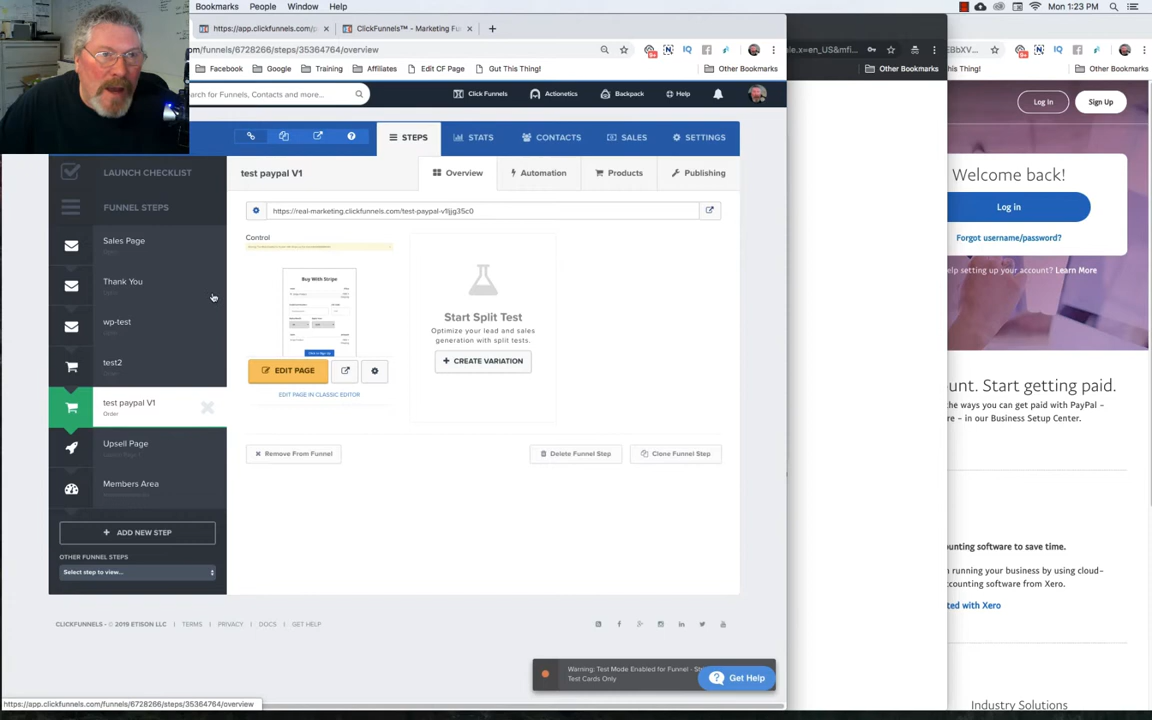 Bookmarks People Window Help
Mon 1:23 PM
https://app.clickfunnels.com/
ClickFunnels™ - Marketing Fu
om/funnels/6728266/steps/35364764/overview
Facebook Google Training Affiliates Edit CF Page Gut This Thing! Other Bookmarks
Other Bookmarks
his Thing! Other Bookmarks
arch for Funnels, Contacts and more...
Click Funnels Actionetics Backpack Help
Log In Sign Up
STEPS STATS CONTACTS SALES SETTINGS
LAUNCH CHECKLIST
test paypal V1
Overview Automation Products Publishing
Welcome back!
FUNNEL STEPS
https://real-marketing.clickfunnels.com/test-paypal-v1ljjg35c0
Log in
Forgot username/password?
Control
Sales Page
Thank You
wp-test
test2
test paypal V1
Order
Upsell Page
Members Area
Buy With Stripe
Start Split Test
Optimize your lead and sales
generation with split tests.
CREATE VARIATION
EDIT PAGE
EDIT PAGE IN CLASSIC EDITOR
Remove From Funnel Delete Funnel Step Clone Funnel Step
ADD NEW STEP
OTHER FUNNEL STEPS
Select step to view...
help setting up your account? Learn More
ount. Start getting paid.
the ways you can get paid with PayPal –
re – in our Business Setup Center.
unting software to save time.
n running your business by using cloud-
ccounting software from Xero.
ted with Xero
Industry Solutions
CLICKFUNNELS - © 2019 ETISON LLC | TERMS | PRIVACY | DOCS | GET HELP
Warning: Test Mode Enabled for Funnel - St
Test Cards Only
Get Help
https://app.clickfunnels.com/funnels/6728266/steps/35364764/overview